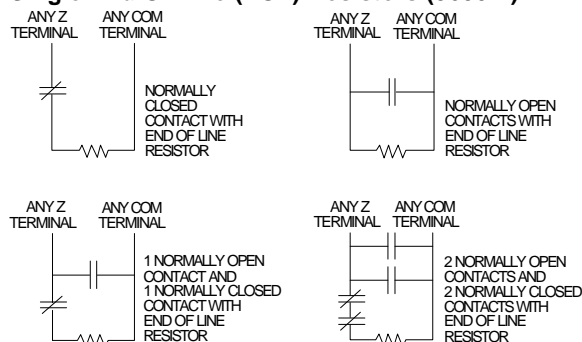 ANY Z ANY COM
TERMINAL TERMINAL
NORMALLY
CLOSED
CONTACT WITH
END OF LINE
RESISTOR
ANY Z ANY COM
TERMINAL TERMINAL
NORMALLY OPEN
CONTACTS WITH
END OF LINE
RESISTOR
ANY Z ANY COM
TERMINAL TERMINAL
1 NORMALLY OPEN
CONTACT AND
1 NORMALLY CLOSED
CONTACT WITH
END OF LINE
RESISTOR
ANY Z ANY COM
TERMINAL TERMINAL
2 NORMALLY OPEN
CONTACTS AND
2 NORMALLY CLOSED
CONTACTS WITH
END OF LINE
RESISTOR